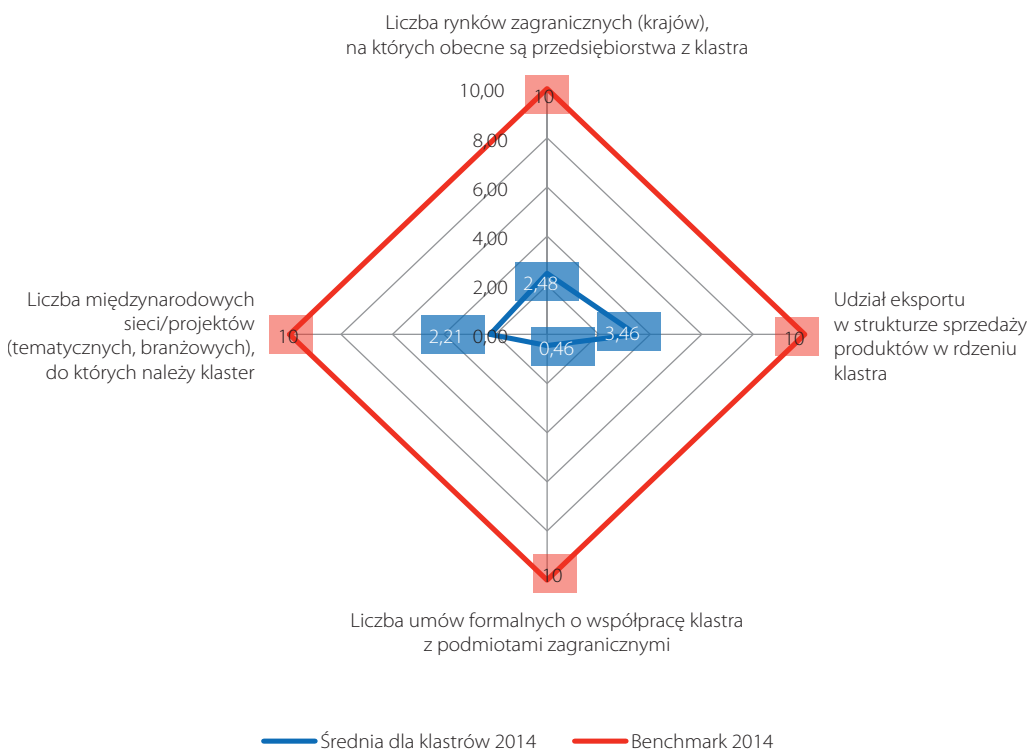 Liczba rynków zagranicznych (krajów),
na których obecne są przedsiębiorstwa z klastra
10,00
10
8,00
6,00
4,00
2,00
2,48
0,00
Liczba międzynarodowych
sieci/projektów
(tematycznych, branżowych),
do których należy klaster
10
2,21
0,46
3,46
10
Udział eksportu
w strukturze sprzedaży
produktów w rdzeniu
klastra
10
Liczba umów formalnych o współpracę klastra
z podmiotami zagranicznymi
Średnia dla klastrów 2014
Benchmark 2014